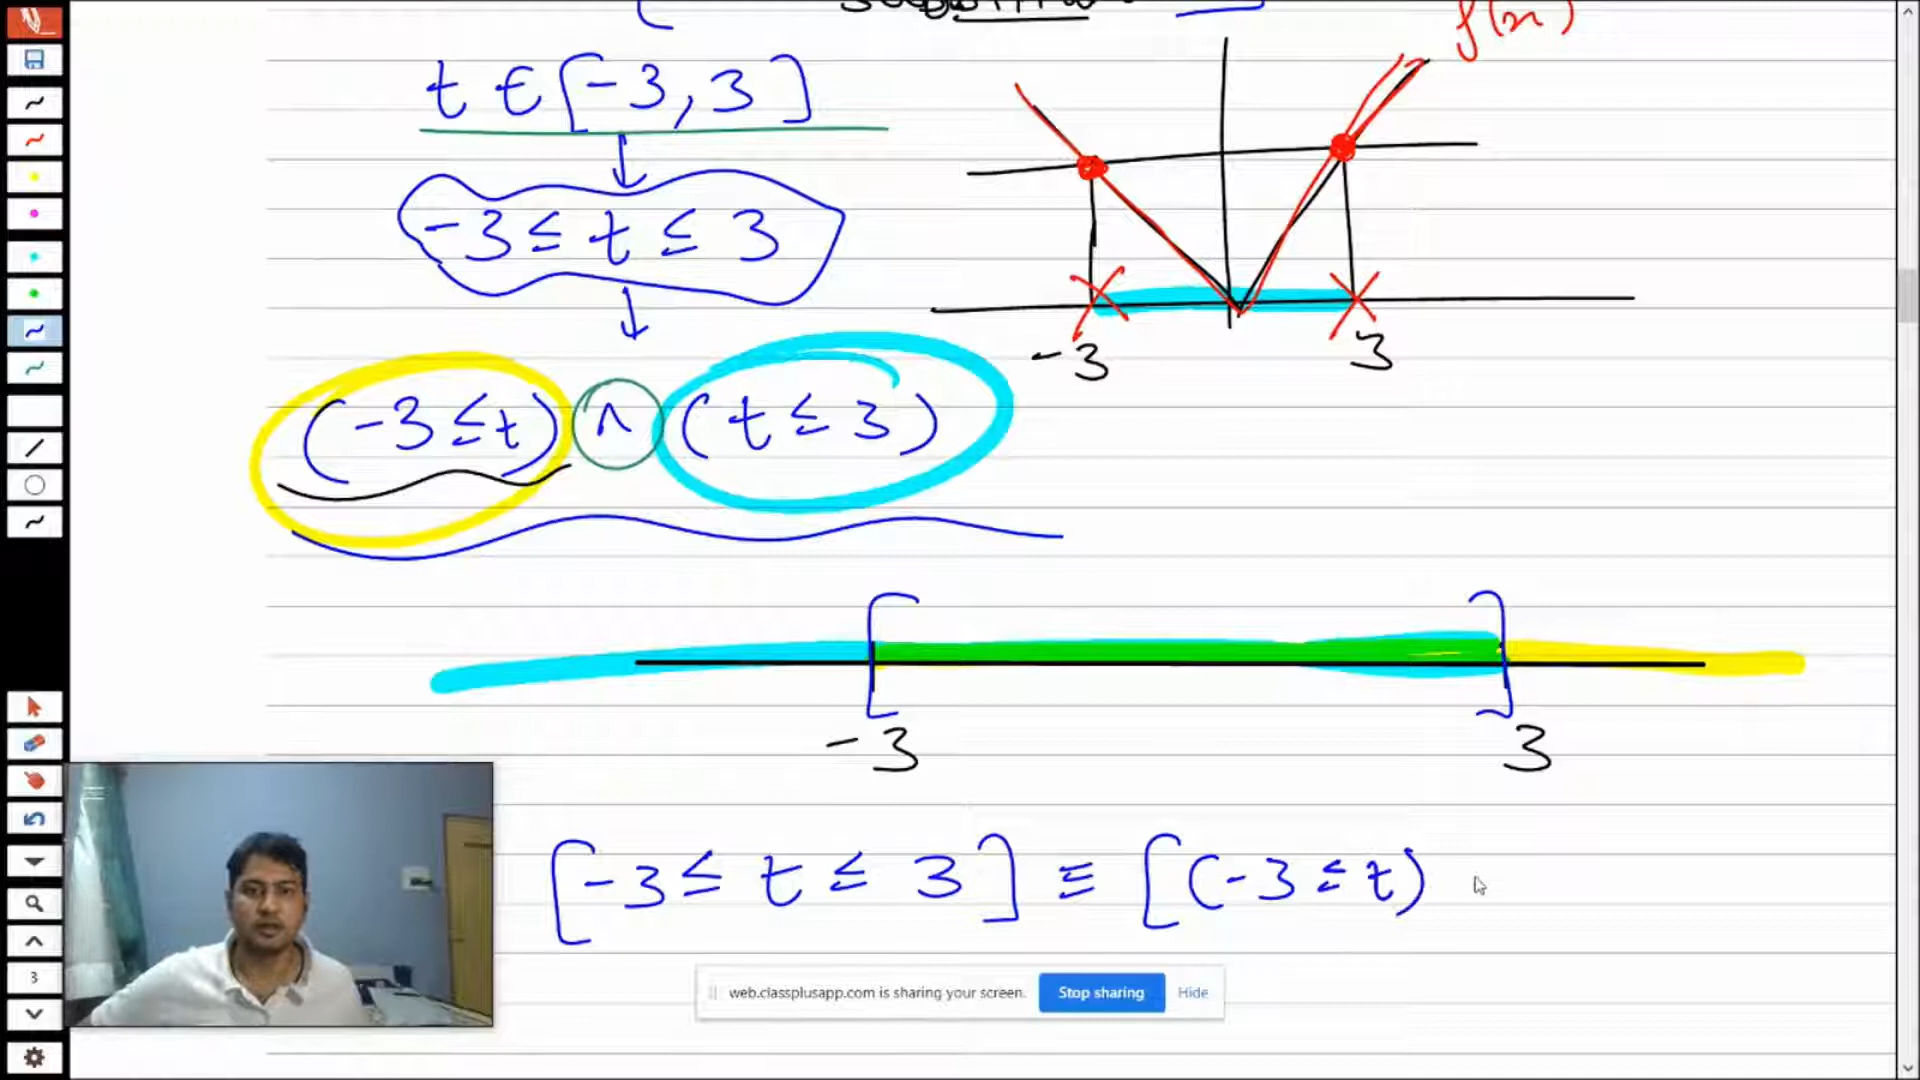 f(x)
t ∈ [-3, 3]
-3 ≤ t ≤ 3
-3 3
(-3 ≤ t) ∧ (t ≤ 3)
-3 3
[-3 ≤ t ≤ 3] ≡ [(-3 ≤ t)
3
web.classplusapp.com is sharing your screen. Stop sharing Hide